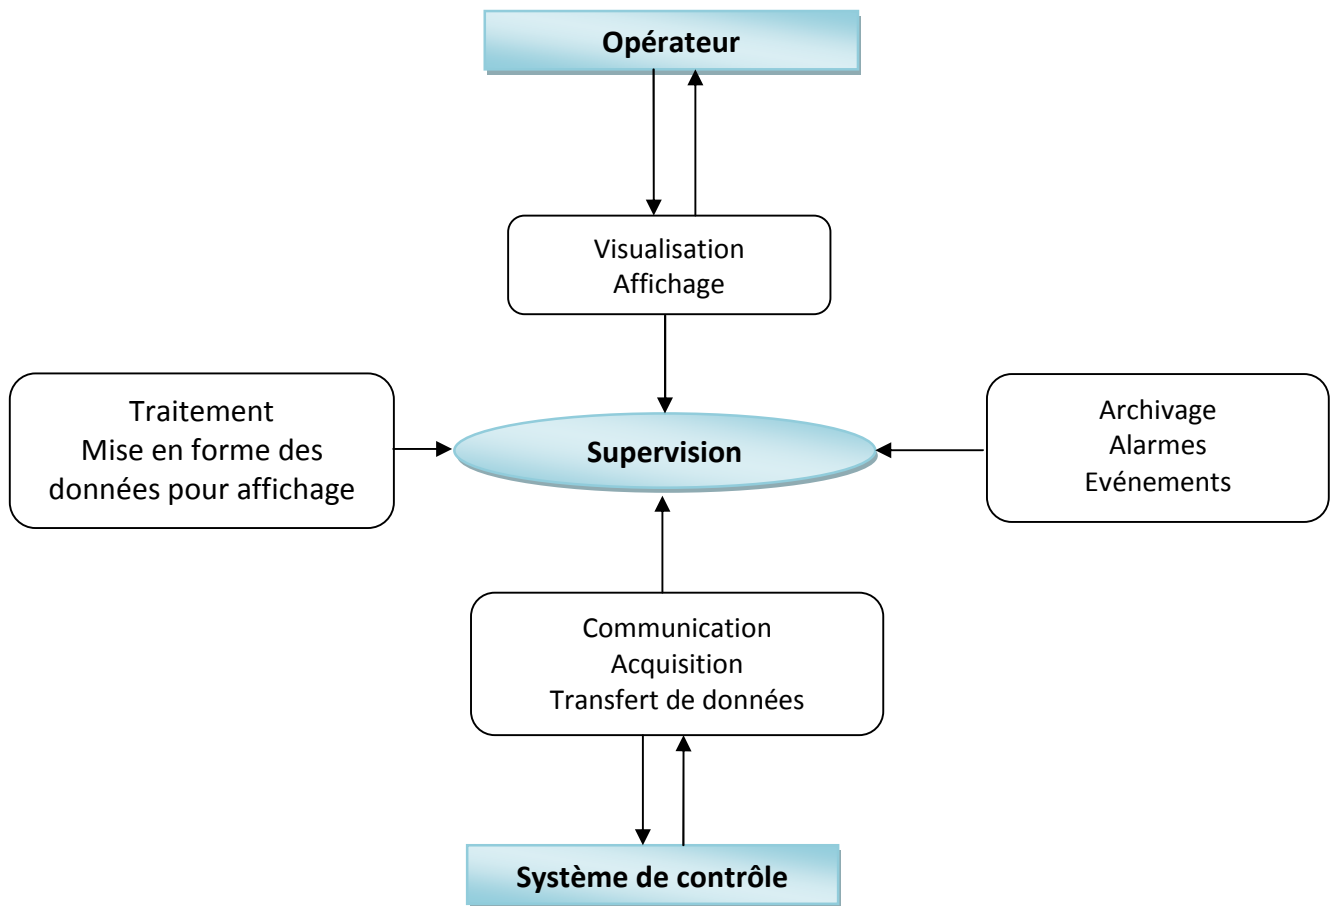 Opérateur
Visualisation
Affichage
Traitement
Mise en forme des
données pour affichage
Supervision
Archivage
Alarmes
Evénements
Communication
Acquisition
Transfert de données
Système de contrôle